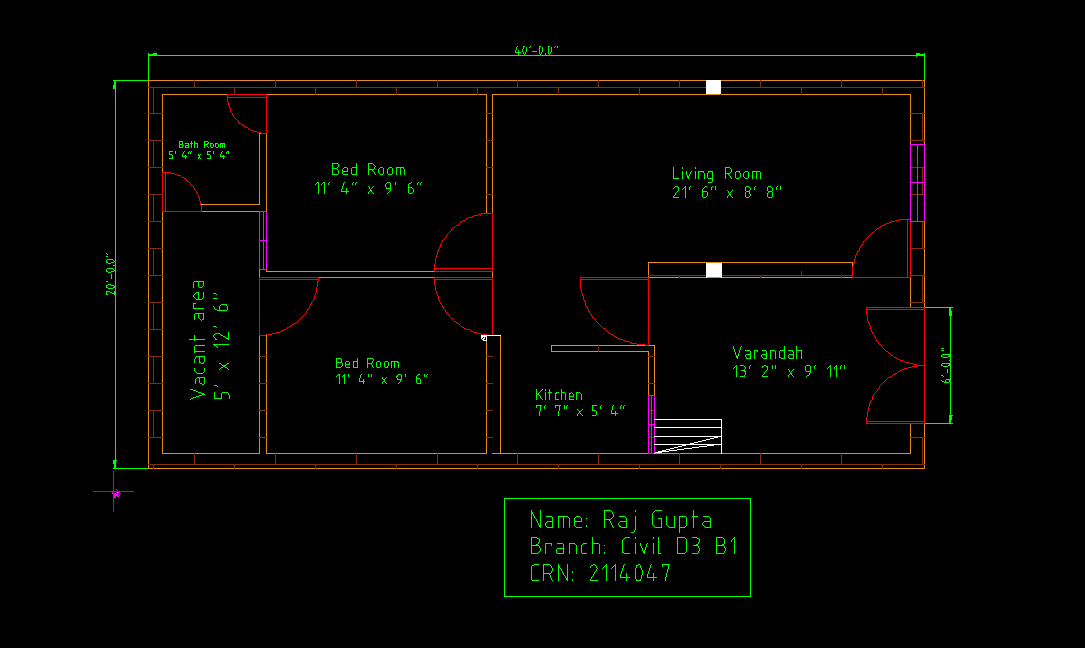 40'-0.0"
Bath Room
5' 4" x 5' 4"
Bed Room
11' 4" x 9' 6"
Living Room
21' 6" x 8' 8"
20'-0.0"
Vacant area
5' x 12' 6"
Bed Room
11' 4" x 9' 6"
Kitchen
7' 7" x 5' 4"
Varandah
13' 2" x 9' 11"
6'-0.0"
Name: Raj Gupta
Branch: Civil D3 B1
CRN: 2114047